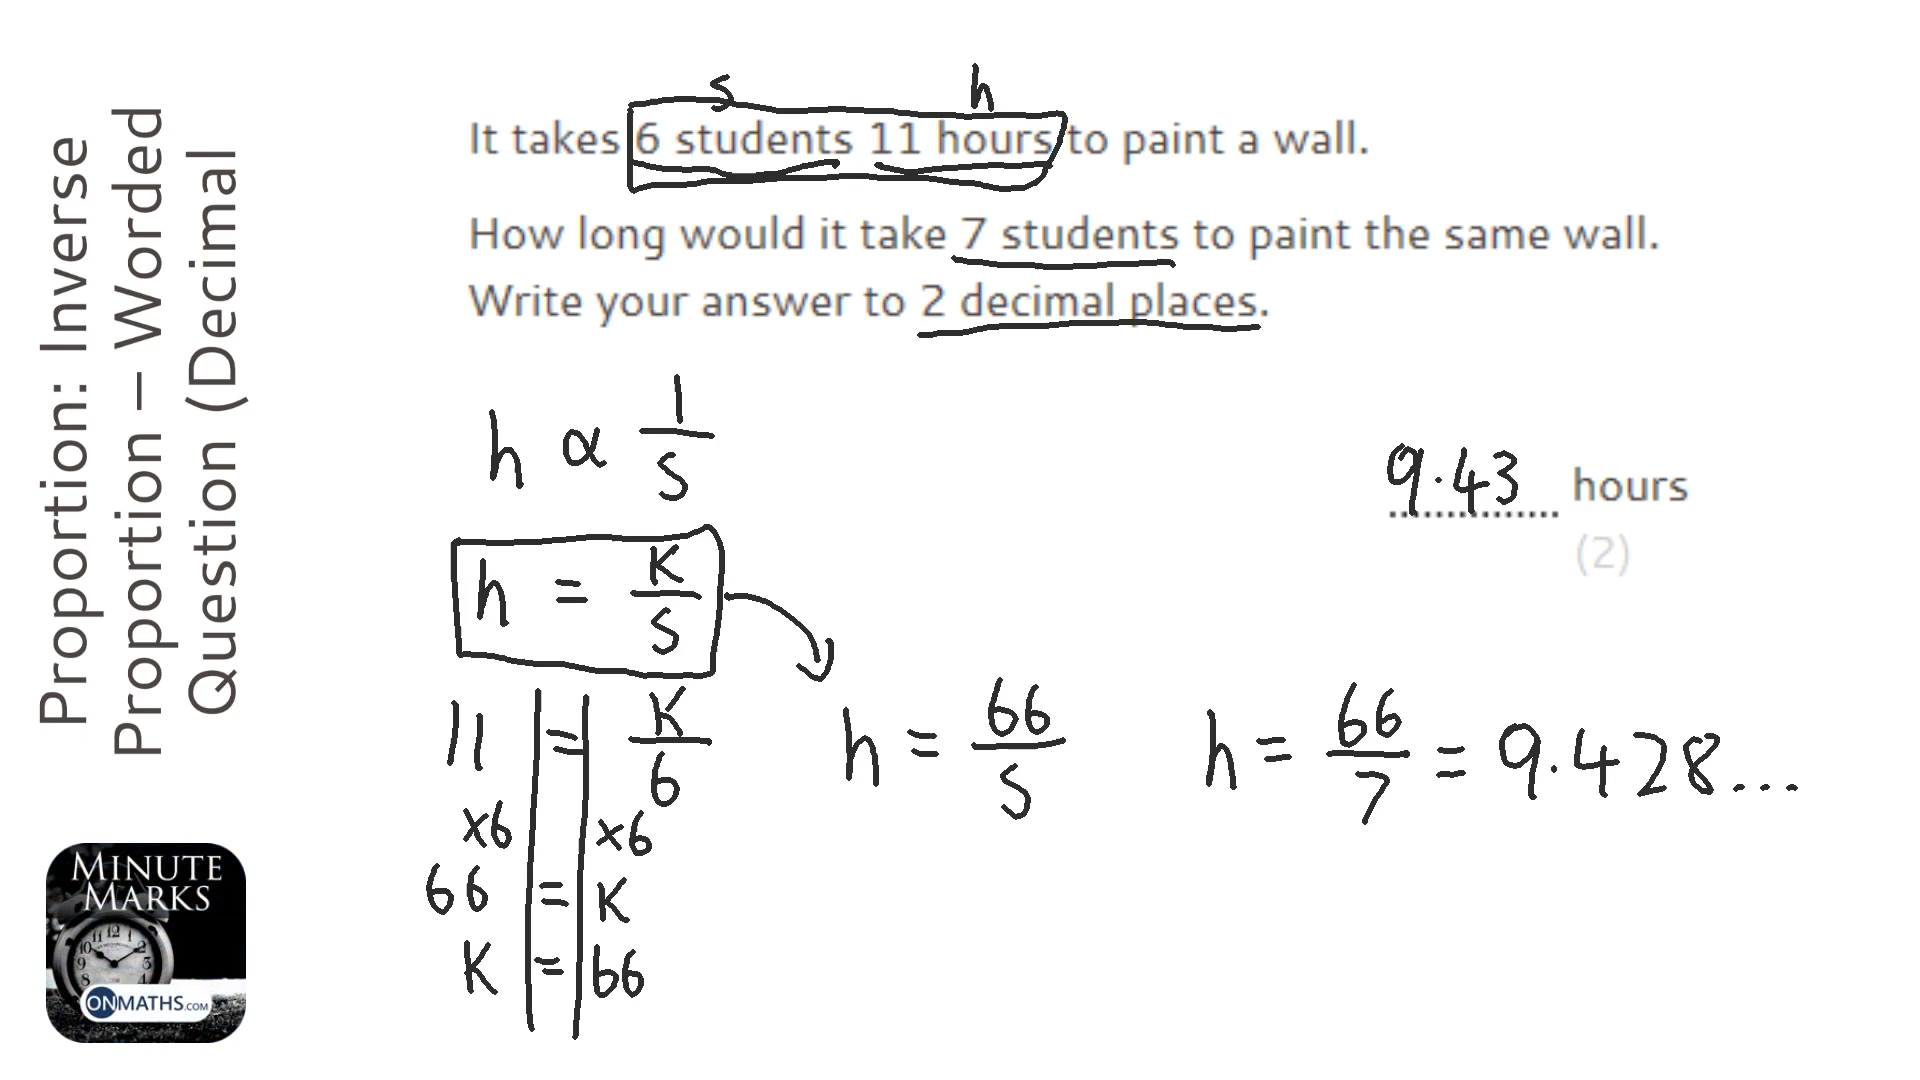 Proportion: Inverse
Proportion – Worded
Question (Decimal
s h
It takes 6 students 11 hours to paint a wall.
How long would it take 7 students to paint the same wall.
Write your answer to 2 decimal places.
h ∝ 1/s
9.43 hours
(2)
h = K/s
11 = K/6
×6 ×6
66 = K
K = 66
h = 66/s
h = 66/7 = 9.428...
MINUTE
MARKS
ONMATHS.COM